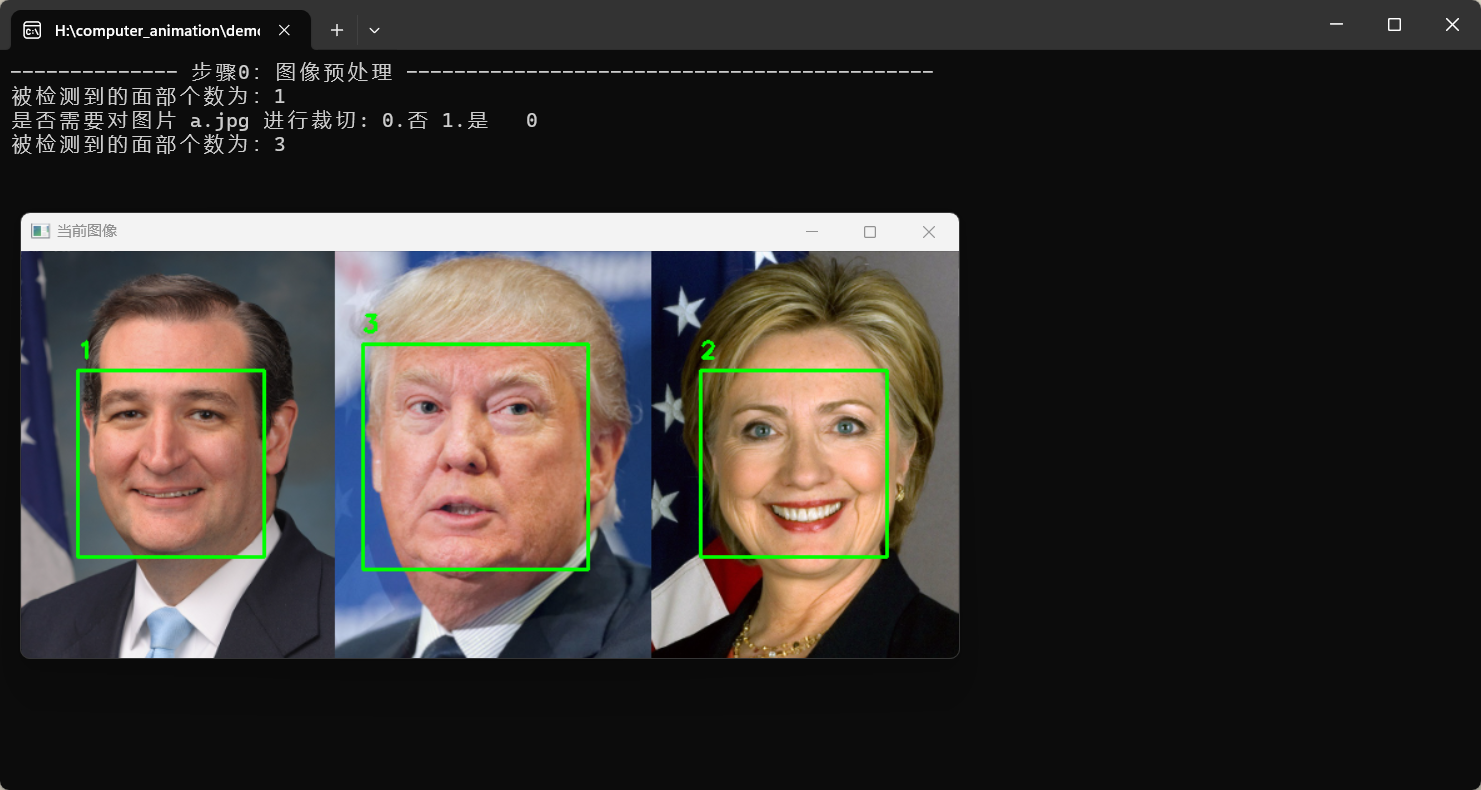 H:\computer_animation\dem
-------------- 步骤0: 图像预处理 --------------------------------------------
被检测到的面部个数为: 1
是否需要对图片 a.jpg 进行裁切: 0.否 1.是   0
被检测到的面部个数为: 3
当前图像
1
3
2